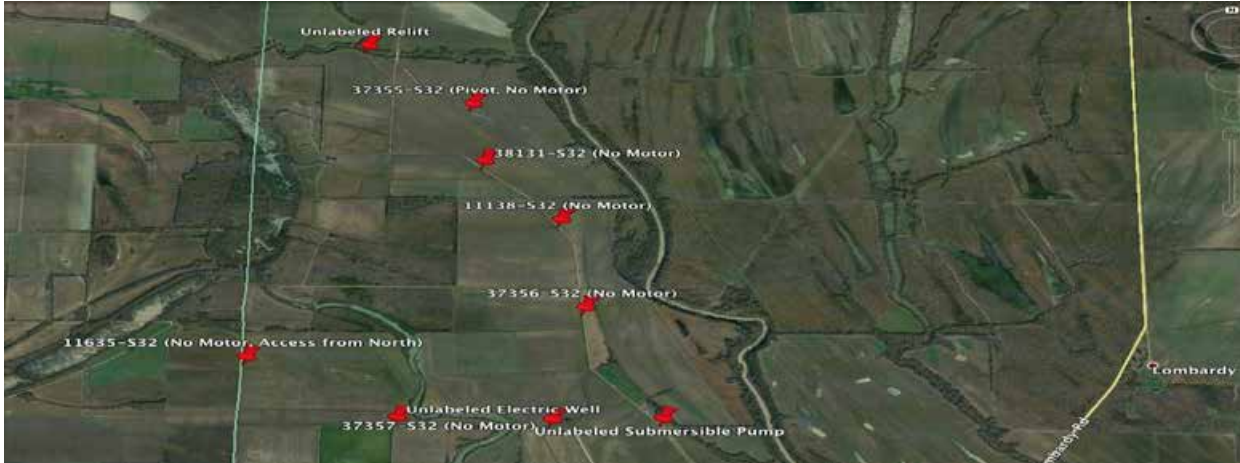 Unlabeled Relift
37355-S32 (Pivot, No Motor)
38131-S32 (No Motor)
11138-S32 (No Motor)
37356-S32 (No Motor)
11635-S32 (No Motor, Access from North)
Lombardy
Unlabeled Electric Well
37357-S32 (No Motor)
Unlabeled Submersible Pump
N